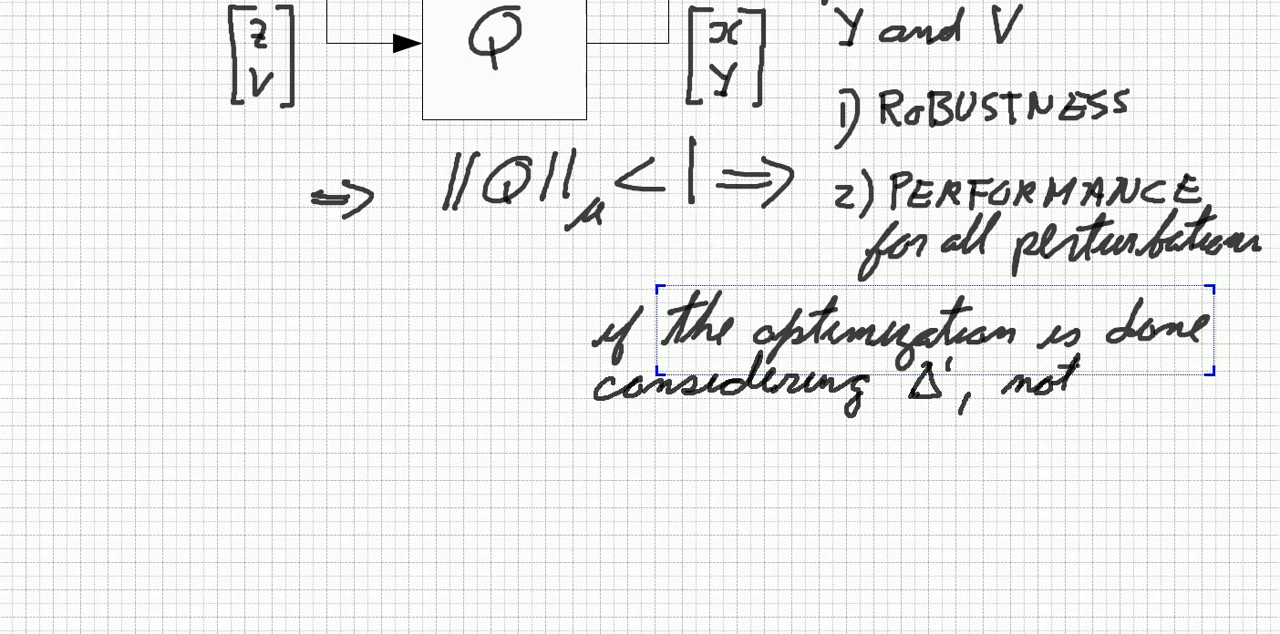 [z V]
Q
[x Y]
Y and V
1) ROBUSTNESS
⇒ ||Q||μ < 1 ⇒ 2) PERFORMANCE
for all perturbations
if the optimization is done
considering Δ', not